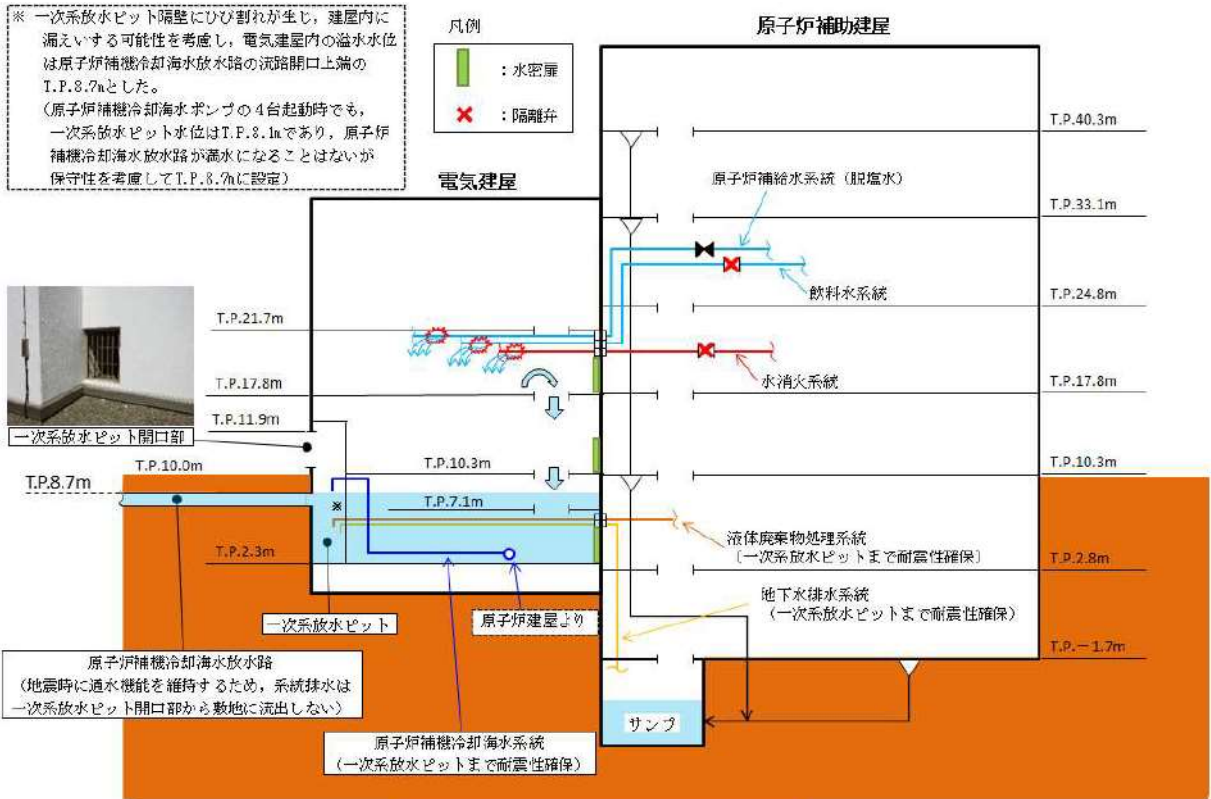 ※ 一次系放水ピット隔壁にひび割れが生じ，建屋内に
漏えいする可能性を考慮し，電気建屋内の溢水水位
は原子炉補機冷却海水放水路の流路開口上端の
T.P.8.7mとした。
（原子炉補機冷却海水ポンプの４台起動時でも，
一次系放水ピット水位はT.P.8.1mであり，原子炉
補機冷却海水放水路が満水になることはないが
保守性を考慮してT.P.8.7mに設定）
凡例
：水密扉
：隔離弁
原子炉補助建屋
電気建屋
T.P.40.3m
原子炉補給水系統（脱塩水）
T.P.33.1m
飲料水系統
T.P.24.8m
T.P.21.7m
水消火系統
T.P.17.8m
T.P.17.8m
T.P.11.9m
一次系放水ピット開口部
T.P.10.0m
T.P.10.3m
T.P.10.3m
T.P.8.7m
※
T.P.7.1m
液体廃棄物処理系統
（一次系放水ピットまで耐震性確保）
T.P.2.3m
T.P.2.8m
地下水排水系統
（一次系放水ピットまで耐震性確保）
一次系放水ピット
原子炉建屋より
T.P.－1.7m
原子炉補機冷却海水放水路
（地震時に通水機能を維持するため，系統排水は
一次系放水ピット開口部から敷地に流出しない）
サンプ
原子炉補機冷却海水系統
（一次系放水ピットまで耐震性確保）